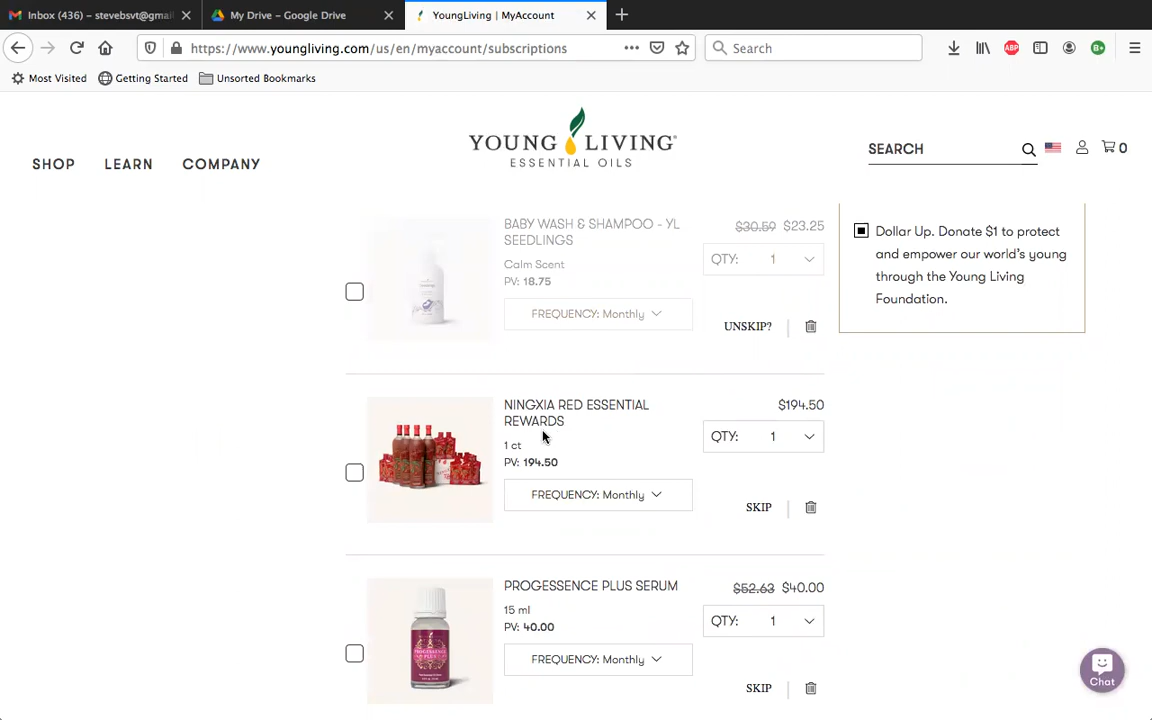 Inbox (436) – stevebsvt@gmai
My Drive – Google Drive
YoungLiving | MyAccount
https://www.youngliving.com/us/en/myaccount/subscriptions
Search
ABP
B+
Most Visited
Getting Started
Unsorted Bookmarks
SHOP
LEARN
COMPANY
YOUNG LIVING
ESSENTIAL OILS
SEARCH
0
BABY WASH & SHAMPOO - YL
SEEDLINGS
Calm Scent
PV: 18.75
FREQUENCY: Monthly
$30.59 $23.25
QTY: 1
UNSKIP?
Dollar Up. Donate $1 to protect
and empower our world's young
through the Young Living
Foundation.
NINGXIA RED ESSENTIAL
REWARDS
1 ct
PV: 194.50
FREQUENCY: Monthly
$194.50
QTY: 1
SKIP
PROGESSENCE PLUS SERUM
15 ml
PV: 40.00
FREQUENCY: Monthly
$52.63 $40.00
QTY: 1
SKIP
Chat